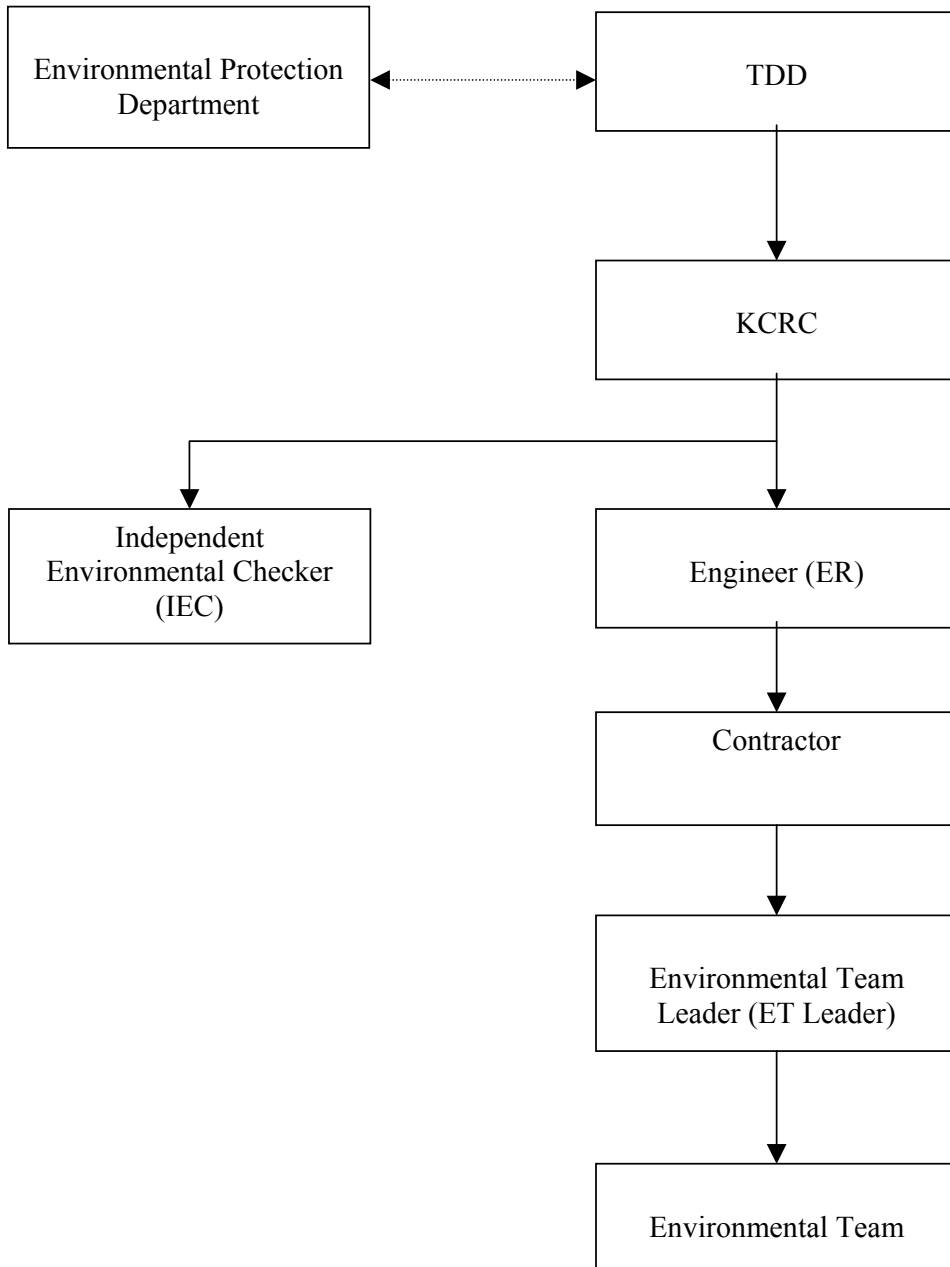 Environmental Protection
Department
TDD
KCRC
Independent
Environmental Checker
(IEC)
Engineer (ER)
Contractor
Environmental Team
Leader (ET Leader)
Environmental Team